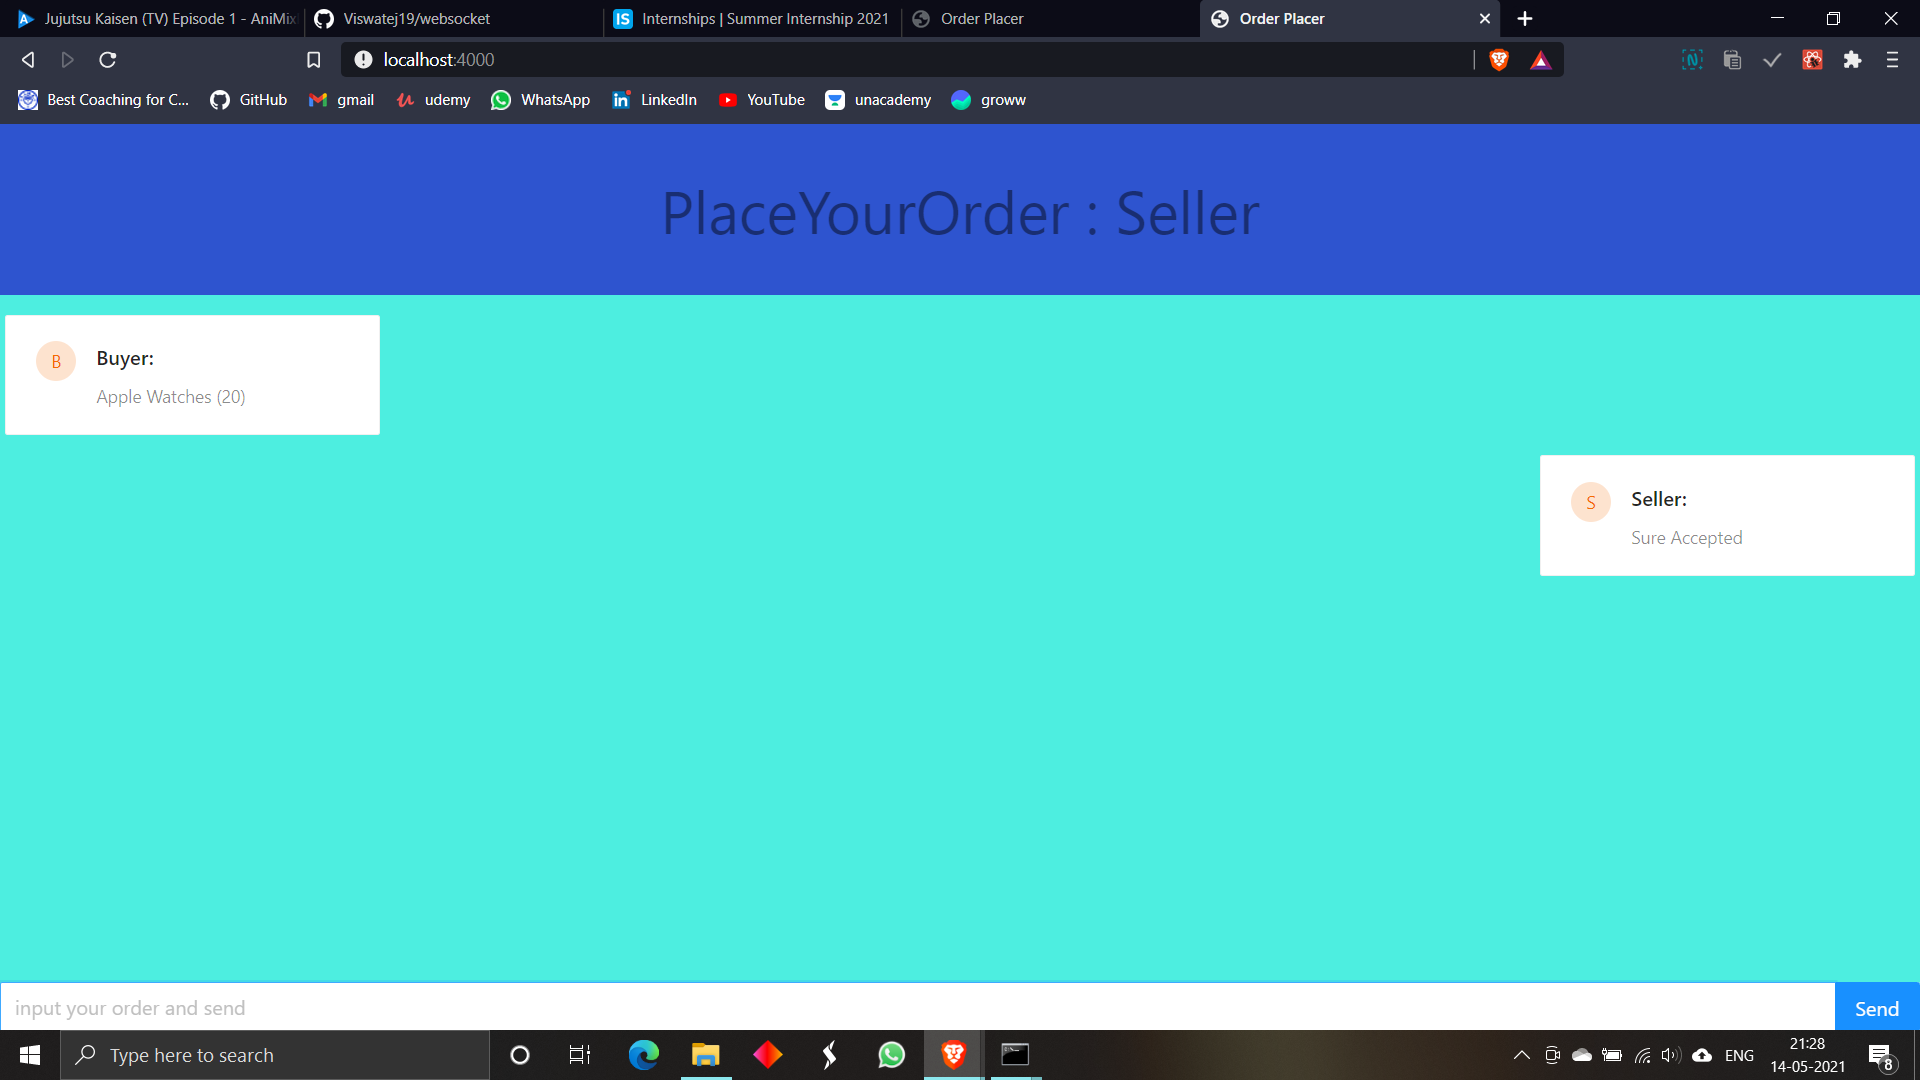 Jujutsu Kaisen (TV) Episode 1 - AniMix
Viswatej19/websocket
Internships | Summer Internship 2021
Order Placer
Order Placer
localhost:4000
Best Coaching for C...
GitHub
gmail
udemy
WhatsApp
LinkedIn
YouTube
unacademy
groww
PlaceYourOrder : Seller
B
Buyer:
Apple Watches (20)
S
Seller:
Sure Accepted
input your order and send
Send
Type here to search
ENG
21:28
14-05-2021
8